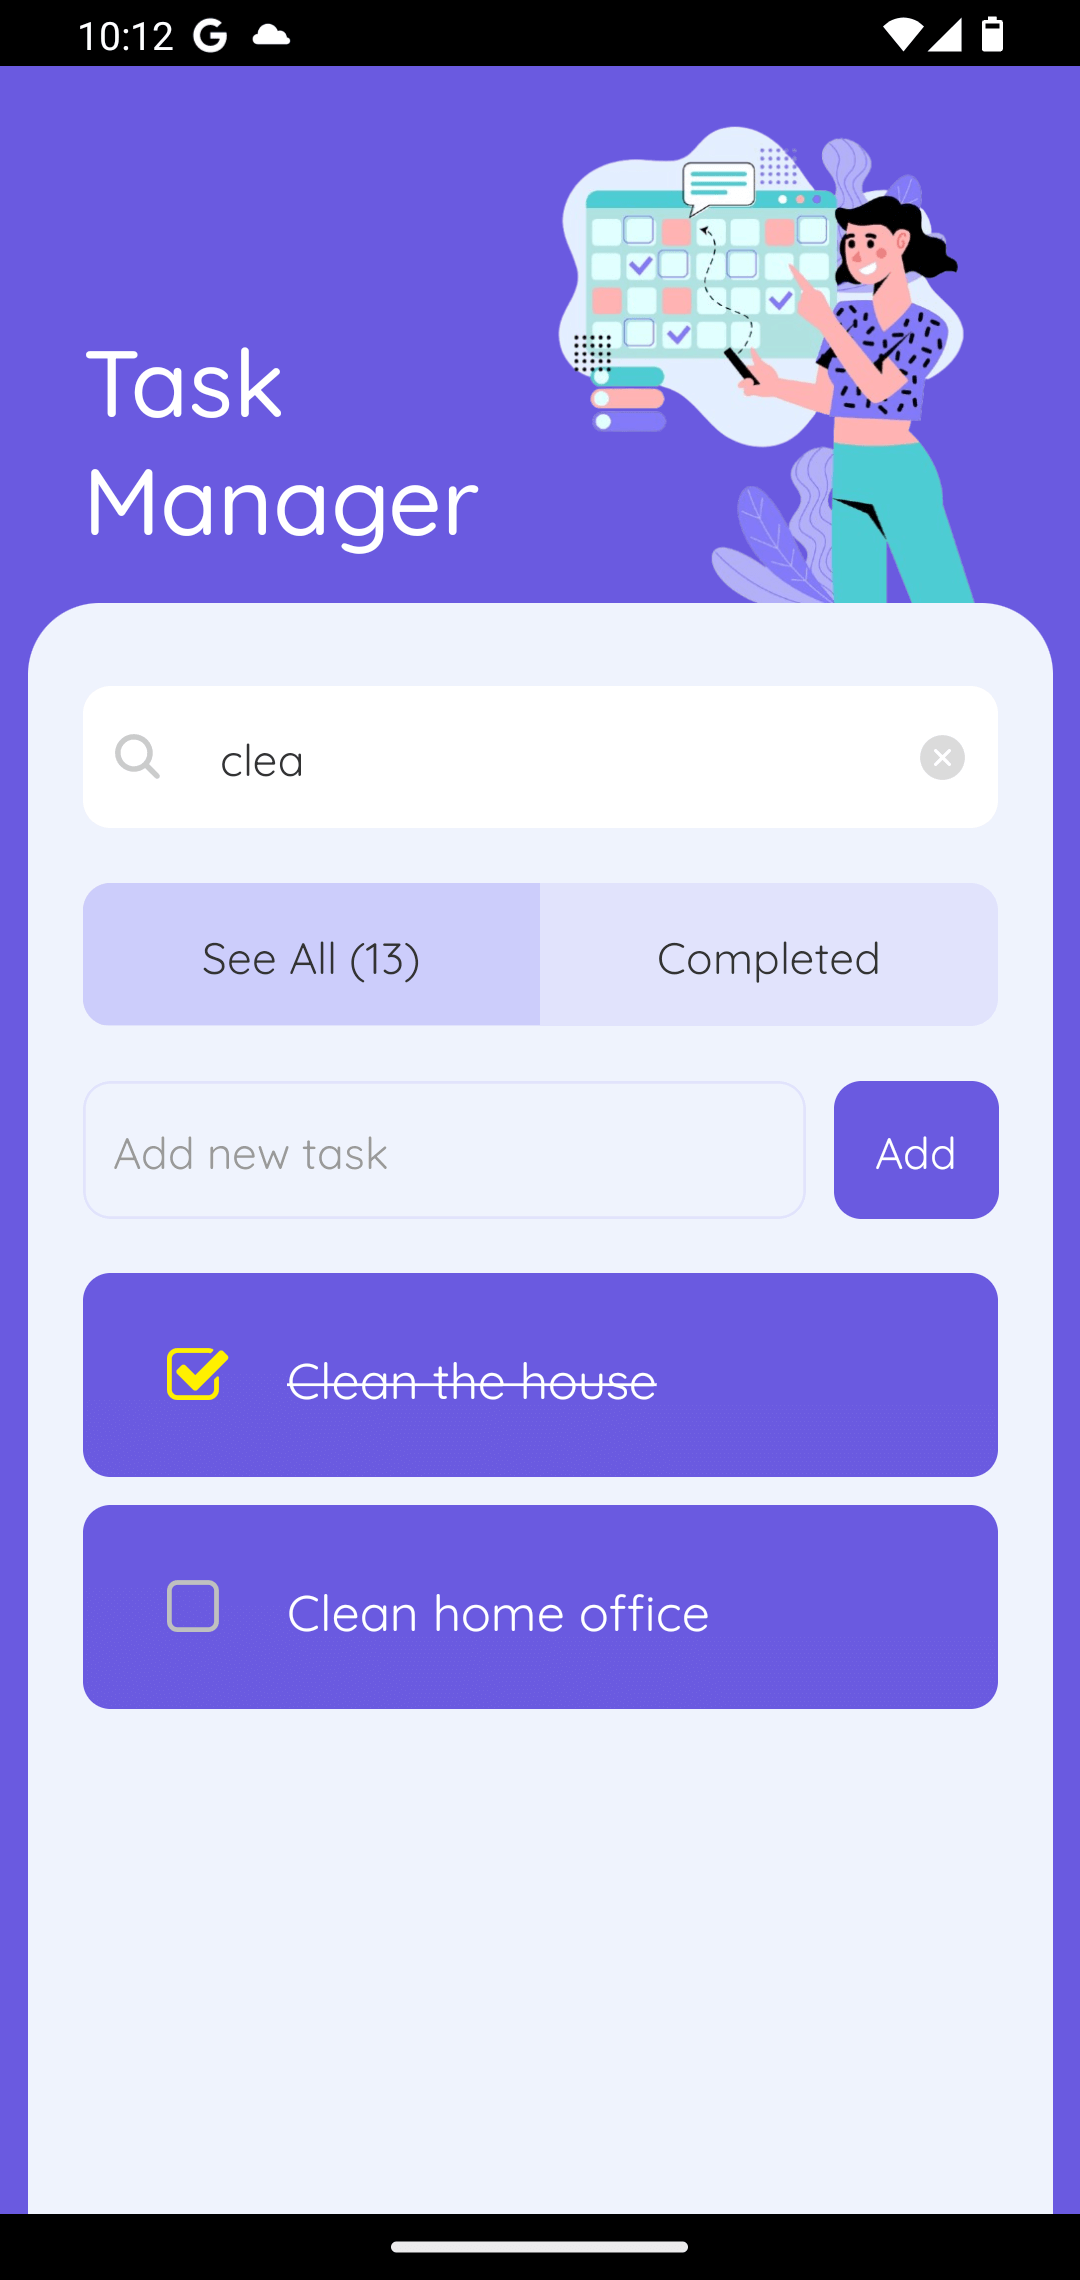 10:12
Task
Manager
clea
See All (13)
Completed
Add new task
Add
Clean the house
Clean home office